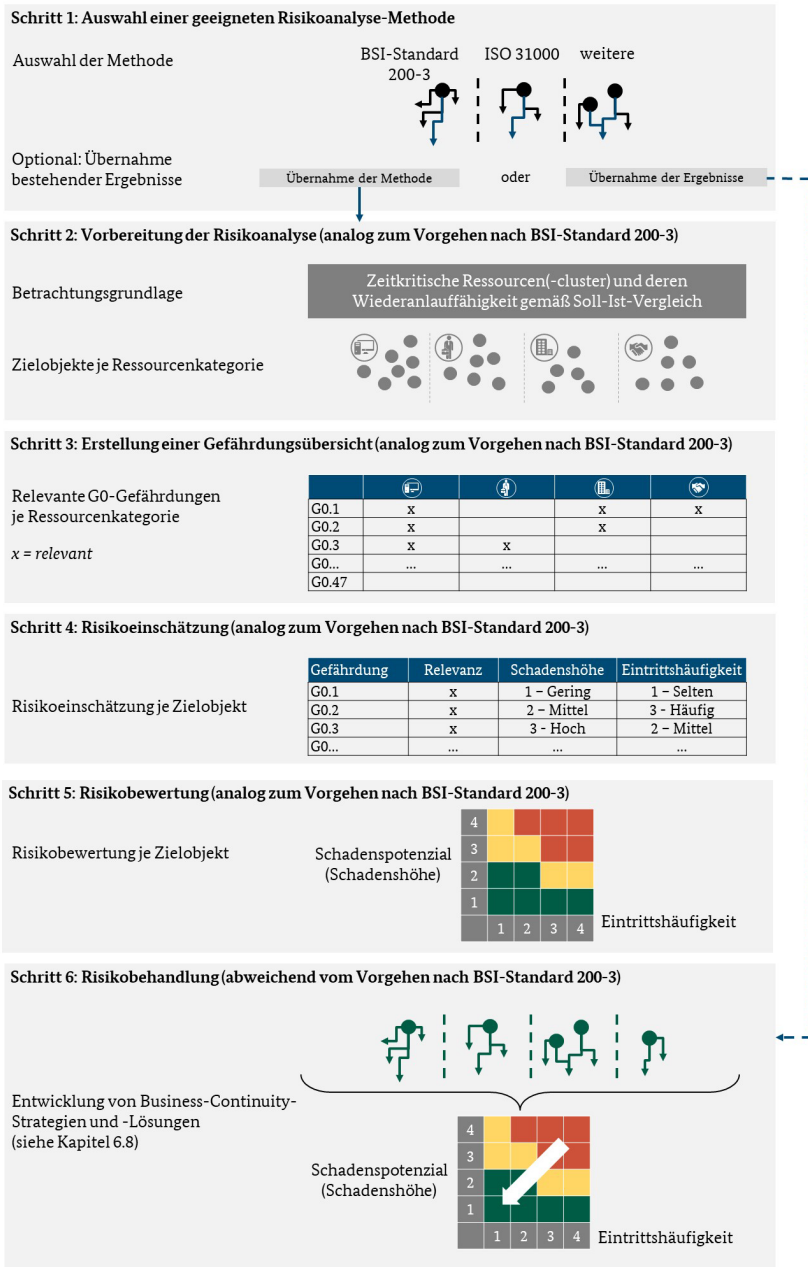 Schritt 1: Auswahl einer geeigneten Risikoanalyse-Methode
Auswahl der Methode
BSI-Standard
200-3
ISO 31000
weitere
Optional: Übernahme
bestehender Ergebnisse
Übernahme der Methode
oder
Übernahme der Ergebnisse
Schritt 2: Vorbereitung der Risikoanalyse (analog zum Vorgehen nach BSI-Standard 200-3)
Betrachtungsgrundlage
Zeitkritische Ressourcen(-cluster) und deren
Wiederanlauffähigkeit gemäß Soll-Ist-Vergleich
Zielobjekte je Ressourcenkategorie
Schritt 3: Erstellung einer Gefährdungsübersicht (analog zum Vorgehen nach BSI-Standard 200-3)
Relevante G0-Gefährdungen
je Ressourcenkategorie
x = relevant
G0.1 x x x
G0.2 x x
G0.3 x x
G0... ... ... ... ...
G0.47
Schritt 4: Risikoeinschätzung (analog zum Vorgehen nach BSI-Standard 200-3)
Risikoeinschätzung je Zielobjekt
Gefährdung Relevanz Schadenshöhe Eintrittshäufigkeit
G0.1 x 1 – Gering 1 – Selten
G0.2 x 2 – Mittel 3 - Häufig
G0.3 x 3 - Hoch 2 – Mittel
G0... ... ... ...
Schritt 5: Risikobewertung (analog zum Vorgehen nach BSI-Standard 200-3)
Risikobewertung je Zielobjekt
Schadenspotenzial
(Schadenshöhe)
4
3
2
1
1 2 3 4
Eintrittshäufigkeit
Schritt 6: Risikobehandlung (abweichend vom Vorgehen nach BSI-Standard 200-3)
Entwicklung von Business-Continuity-
Strategien und -Lösungen
(siehe Kapitel 6.8)
Schadenspotenzial
(Schadenshöhe)
4
3
2
1
1 2 3 4
Eintrittshäufigkeit